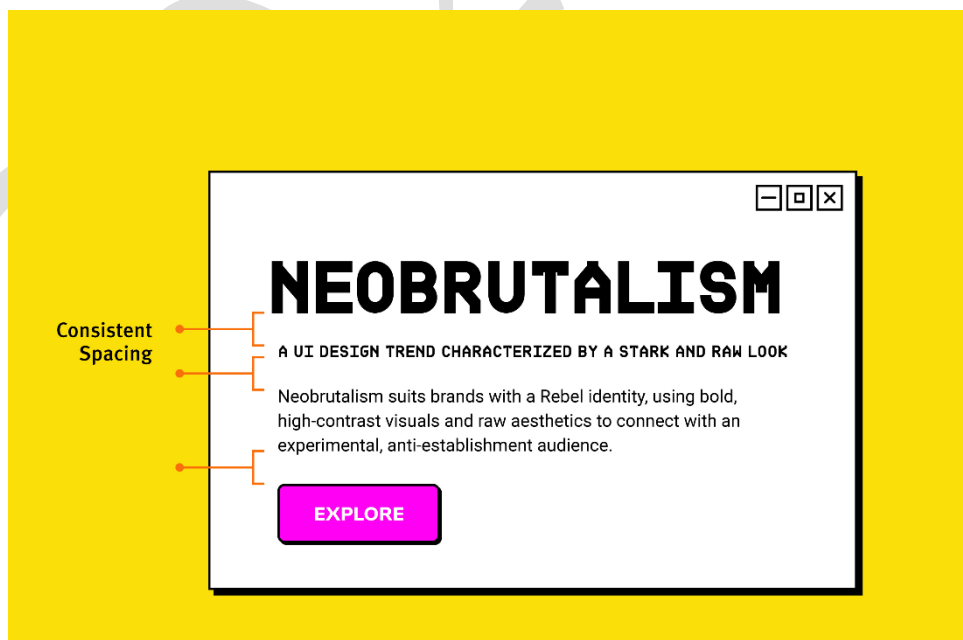 NEOBRUTALISM
Consistent
Spacing
A UI DESIGN TREND CHARACTERIZED BY A STARK AND RAW LOOK
Neobrutalism suits brands with a Rebel identity, using bold,
high-contrast visuals and raw aesthetics to connect with an
experimental, anti-establishment audience.
EXPLORE